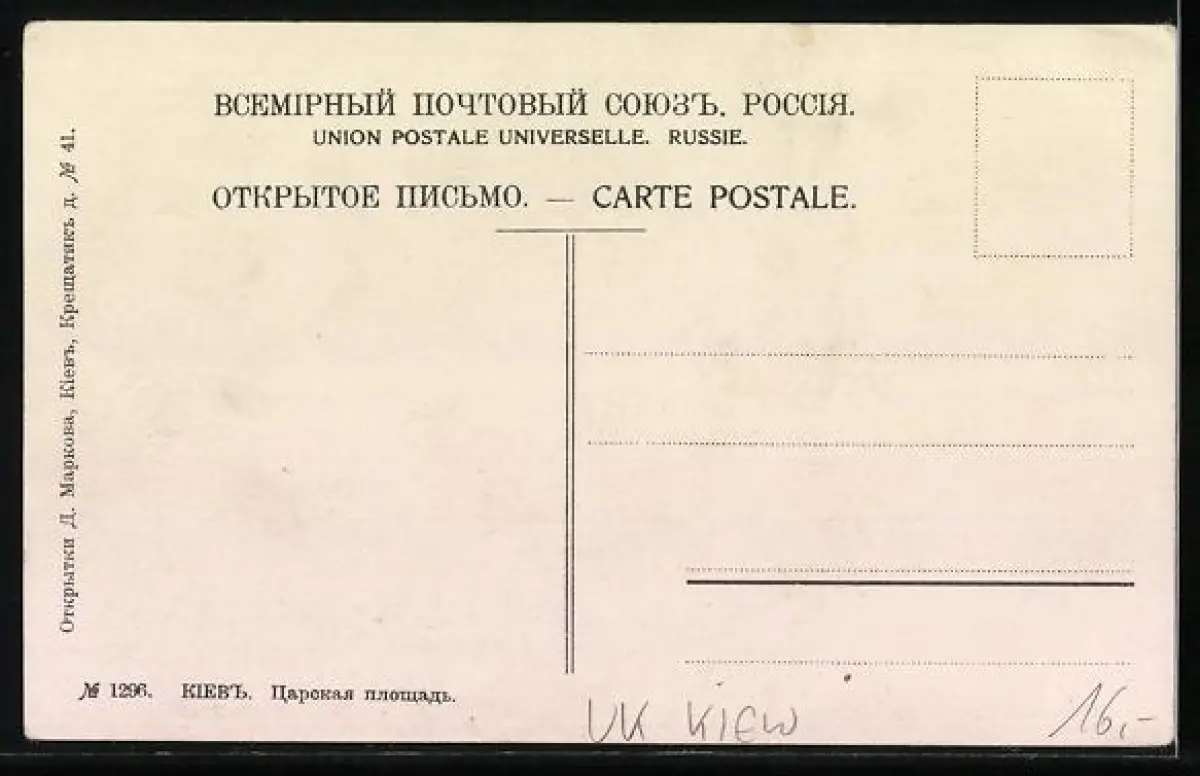 ВСЕМІРНЫЙ ПОЧТОВЫЙ СОЮЗЪ. РОССІЯ.
UNION POSTALE UNIVERSELLE. RUSSIE.
ОТКРЫТОЕ ПИСЬМО. — CARTE POSTALE.
Открытки Д. Маркова, Кіевъ, Крещатикъ д. № 41.
№ 1296. КІЕВЪ. Царская площадь.
UK KIEW
16,-